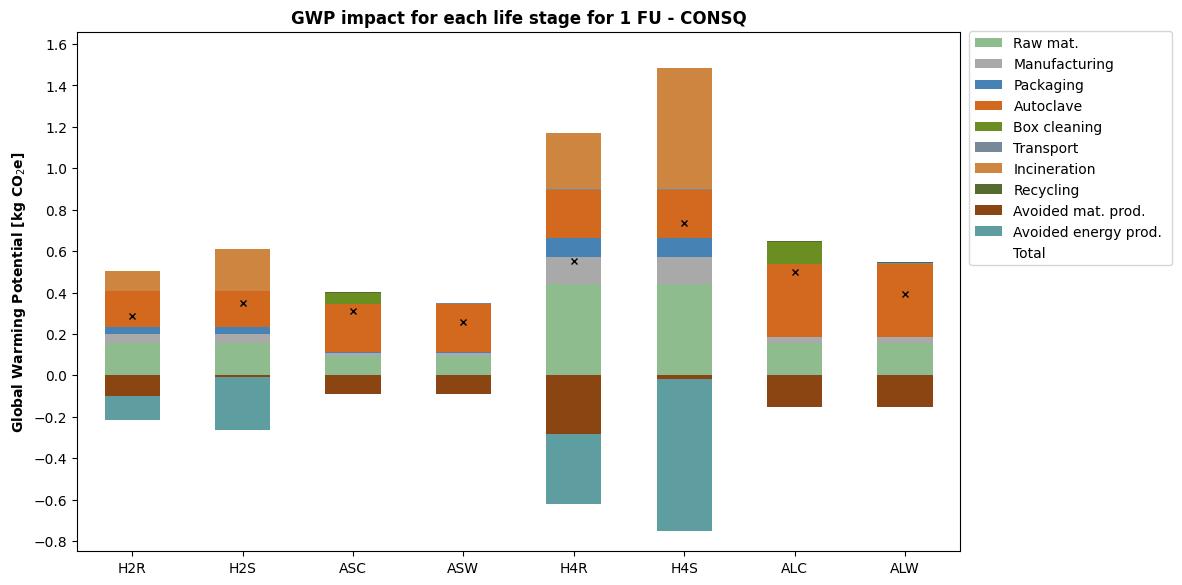 GWP impact for each life stage for 1 FU - CONSQ
Global Warming Potential [kg CO₂e]
1.6
1.4
1.2
1.0
0.8
0.6
0.4
0.2
0.0
−0.2
−0.4
−0.6
−0.8
H2R H2S ASC ASW H4R H4S ALC ALW
Raw mat.
Manufacturing
Packaging
Autoclave
Box cleaning
Transport
Incineration
Recycling
Avoided mat. prod.
Avoided energy prod.
Total